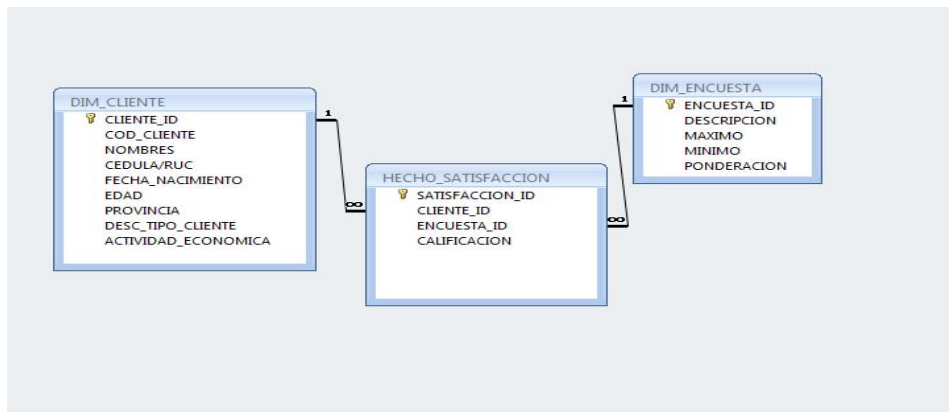 DIM_CLIENTE
CLIENTE_ID
COD_CLIENTE
NOMBRES
CEDULA/RUC
FECHA_NACIMIENTO
EDAD
PROVINCIA
DESC_TIPO_CLIENTE
ACTIVIDAD_ECONOMICA
1
∞
HECHO_SATISFACCION
SATISFACCION_ID
CLIENTE_ID
ENCUESTA_ID
CALIFICACION
∞
1
DIM_ENCUESTA
ENCUESTA_ID
DESCRIPCION
MAXIMO
MINIMO
PONDERACION